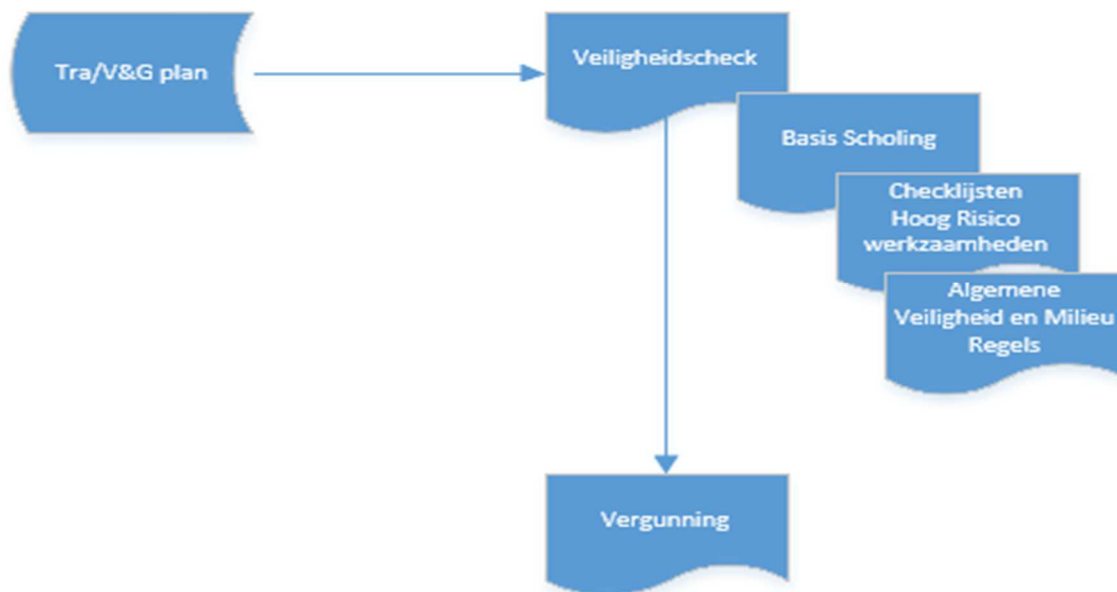 Tra/V&G plan
Veiligheidscheck
Basis Scholing
Checklijsten
Hoog Risico
werkzaamheden
Algemene
Veiligheid en Milieu
Regels
Vergunning